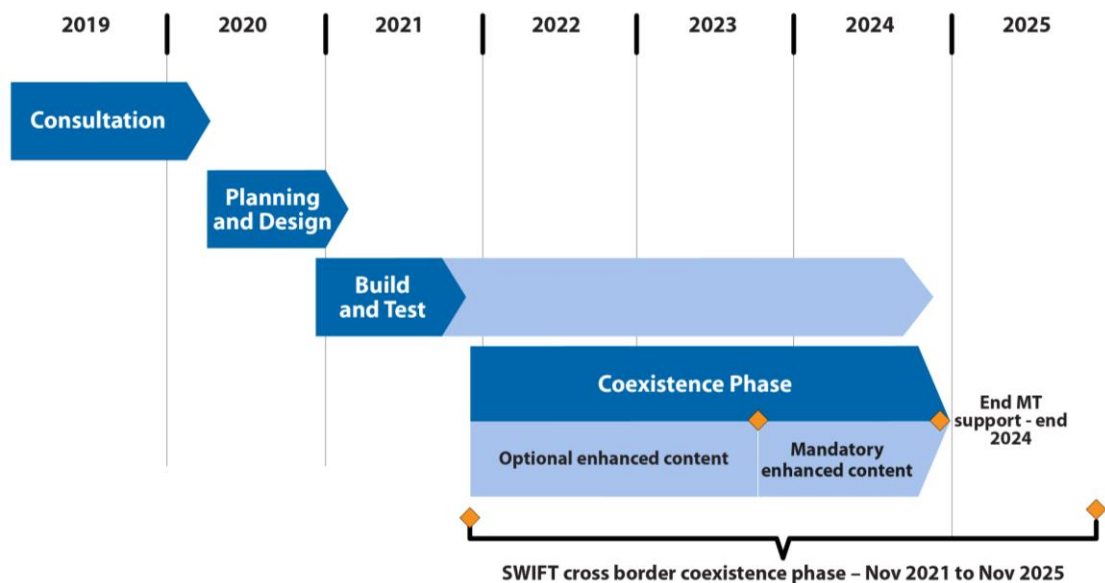 2019 2020 2021 2022 2023 2024 2025
Consultation
Planning
and Design
Build
and Test
Coexistence Phase
End MT
support - end
2024
Optional enhanced content
Mandatory
enhanced content
SWIFT cross border coexistence phase – Nov 2021 to Nov 2025